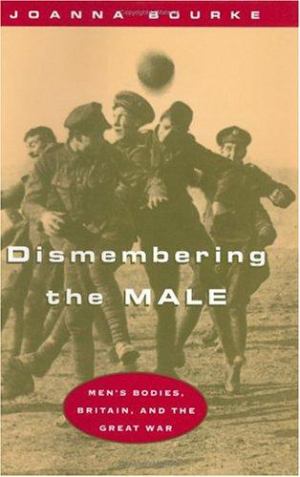 JOANNA BOURKE
Dismembering
the MALE
MEN'S BODIES,
BRITAIN, AND THE
GREAT WAR